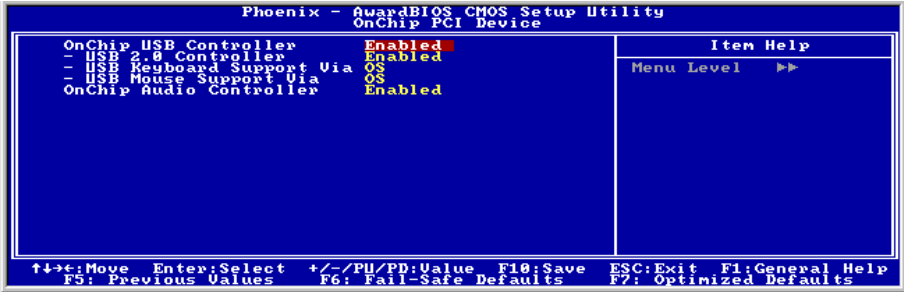 Phoenix - AwardBIOS CMOS Setup Utility
OnChip PCI Device
OnChip USB Controller Enabled
- USB 2.0 Controller Enabled
- USB Keyboard Support Via OS
- USB Mouse Support Via OS
OnChip Audio Controller Enabled
Item Help
Menu Level ►►
↑↓→←:Move Enter:Select +/-/PU/PD:Value F10:Save ESC:Exit F1:General Help
F5: Previous Values F6: Fail-Safe Defaults F7: Optimized Defaults